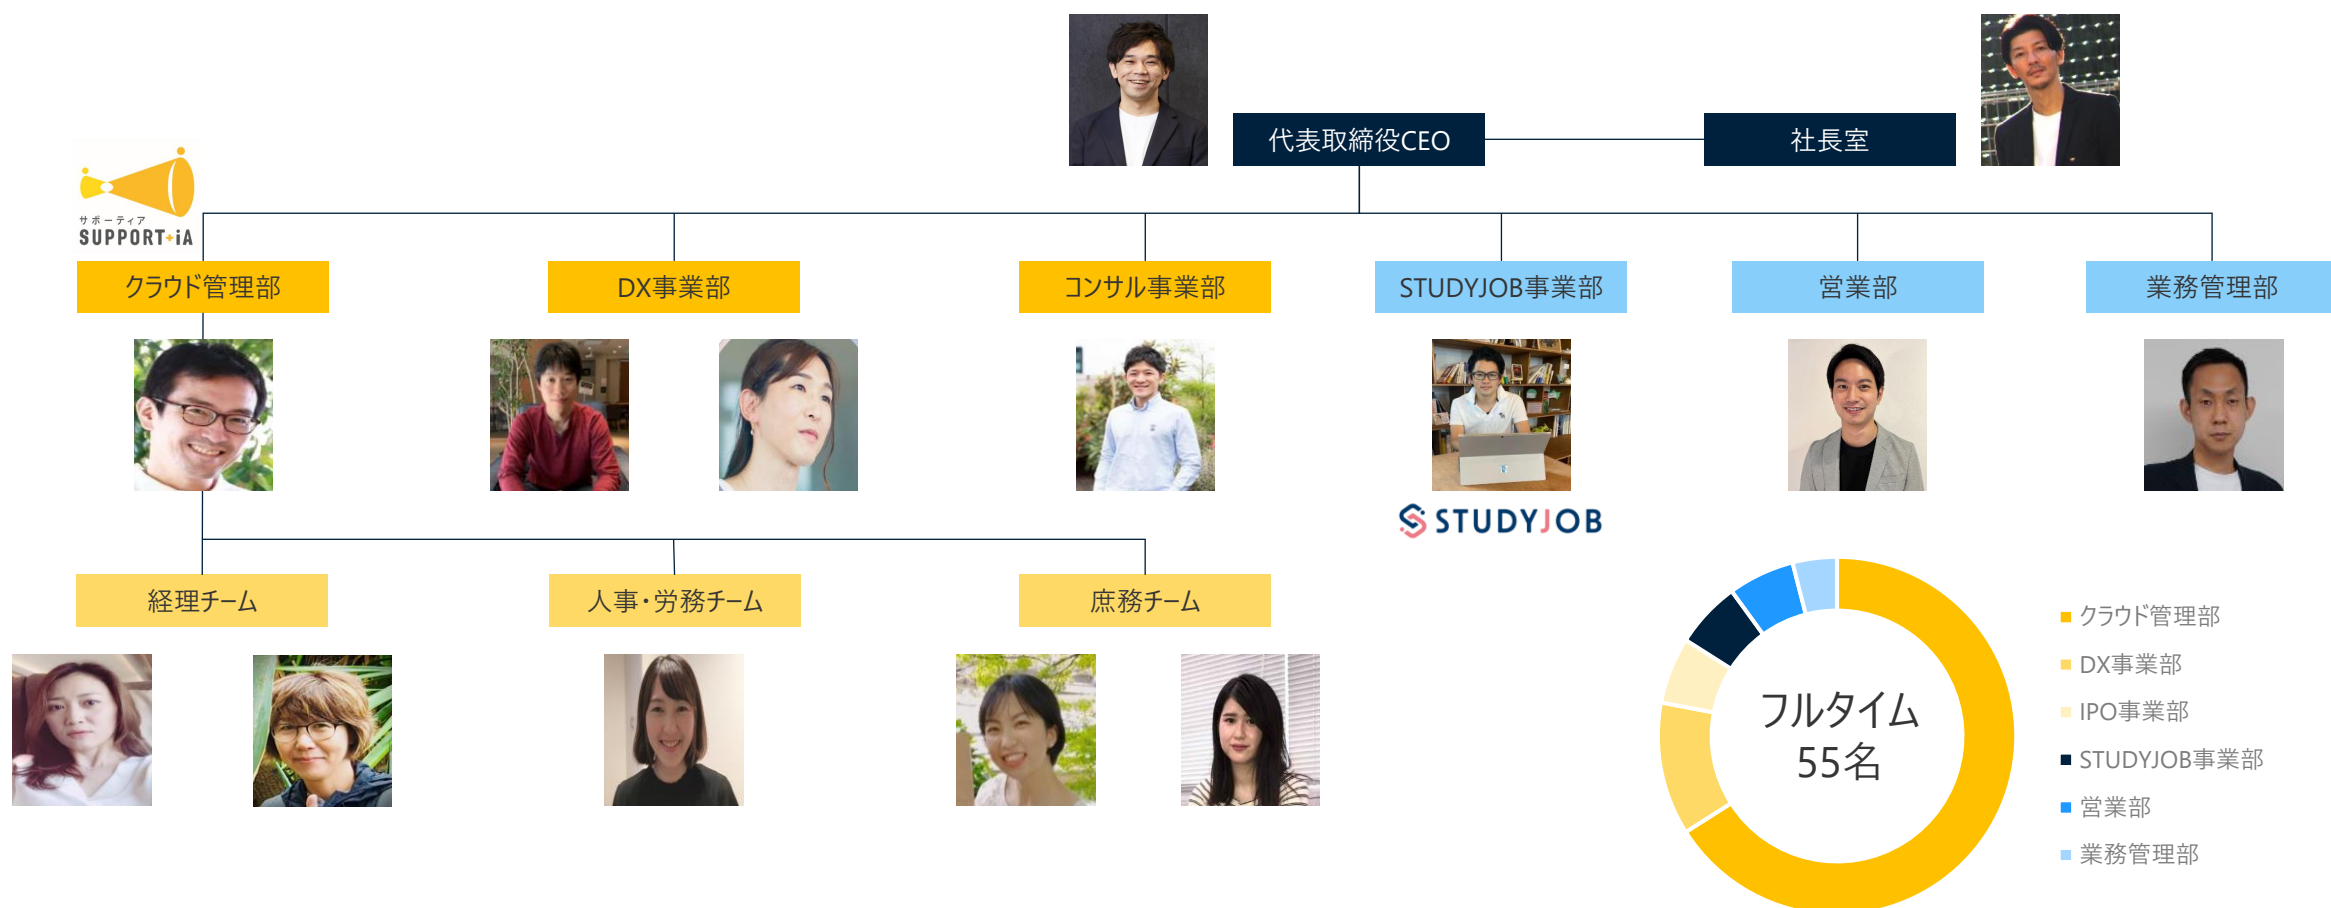 代表取締役CEO
社長室
サポーティア
SUPPORT+iA
クラウド管理部
DX事業部
コンサル事業部
STUDYJOB事業部
営業部
業務管理部
STUDYJOB
経理チーム
人事・労務チーム
庶務チーム
フルタイム
55名
クラウド管理部
DX事業部
IPO事業部
STUDYJOB事業部
営業部
業務管理部